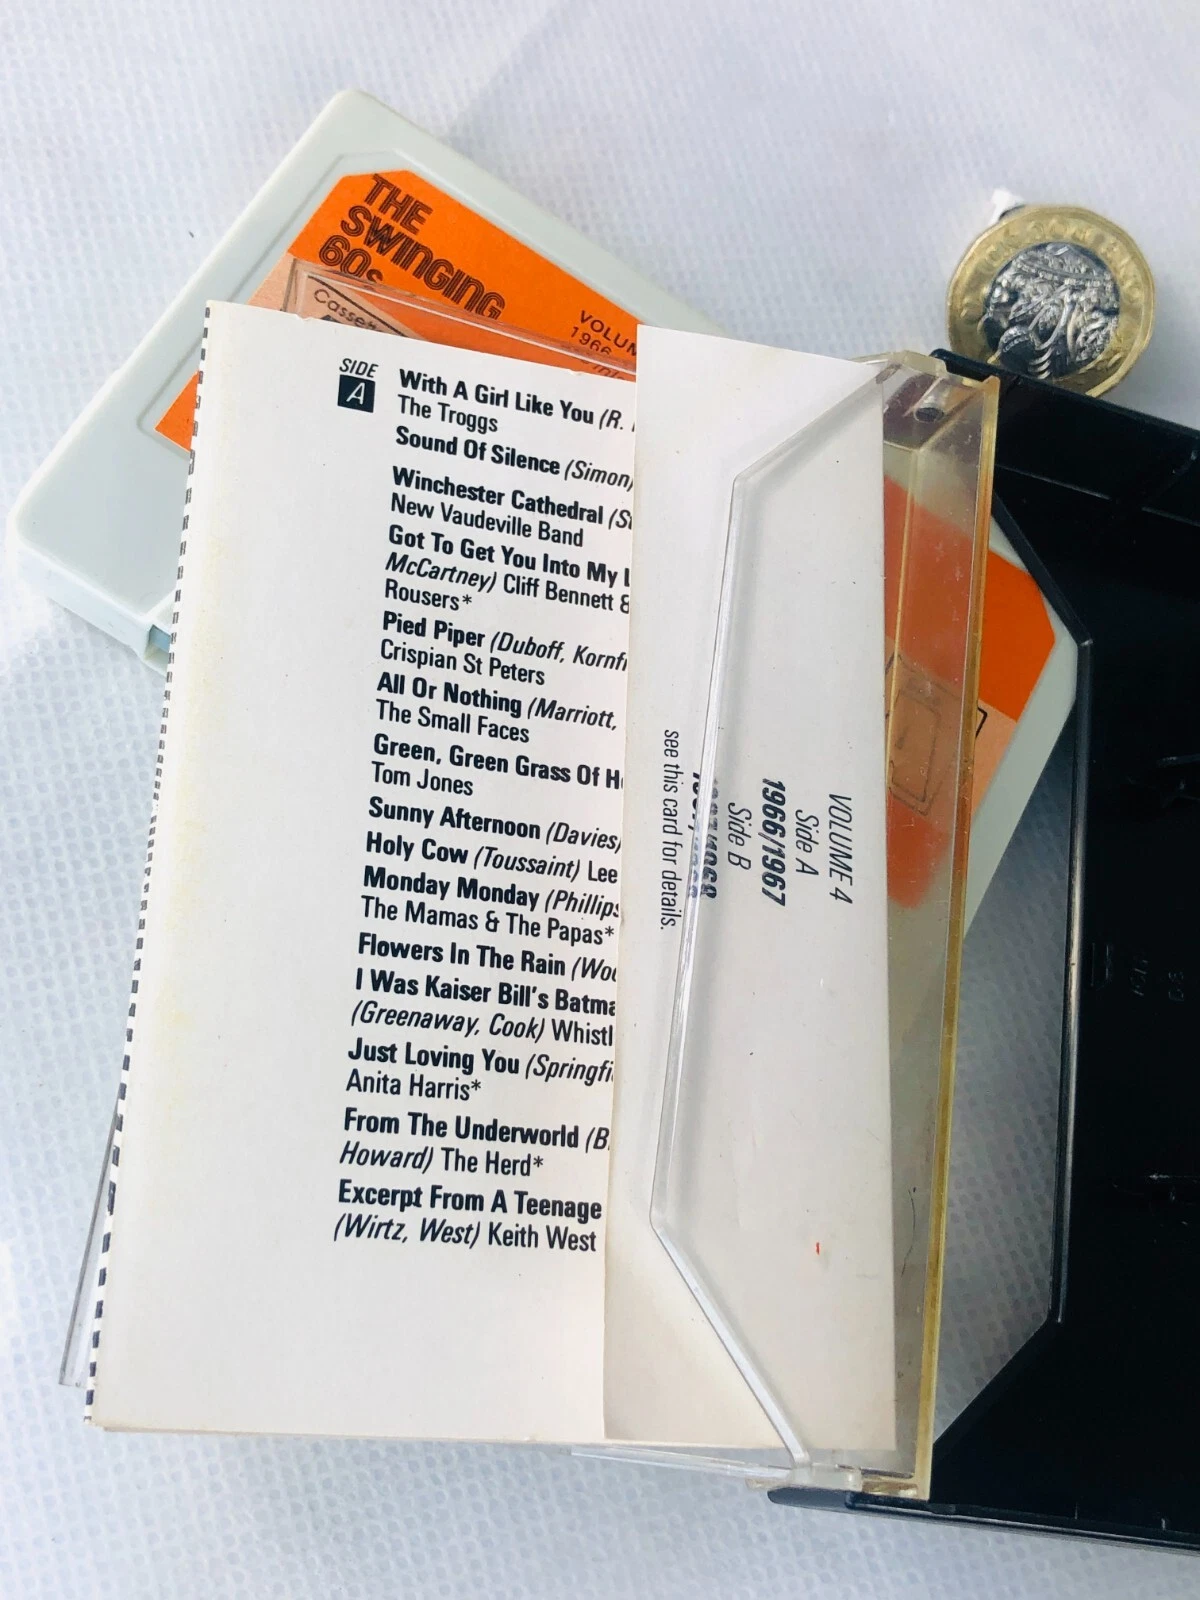 THE
SWINGING
60s
VOLUM
1966
Cassett
SIDE
A
With A Girl Like You (R.
The Troggs
Sound Of Silence (Simon)
Winchester Cathedral (St
New Vaudeville Band
Got To Get You Into My L
McCartney) Cliff Bennett &
Rousers*
Pied Piper (Duboff, Kornf
Crispian St Peters
All Or Nothing (Marriott,
The Small Faces
Green, Green Grass Of H
Tom Jones
Sunny Afternoon (Davies)
Holy Cow (Toussaint) Lee
Monday Monday (Phillips
The Mamas & The Papas*
Flowers In The Rain (Woo
I Was Kaiser Bill's Batma
(Greenaway, Cook) Whistl
Just Loving You (Springfi
Anita Harris*
From The Underworld (B
Howard) The Herd*
Excerpt From A Teenage
(Wirtz, West) Keith West
VOLUME 4
Side A
1966/1967
Side B
1967/1968
see this card for details.